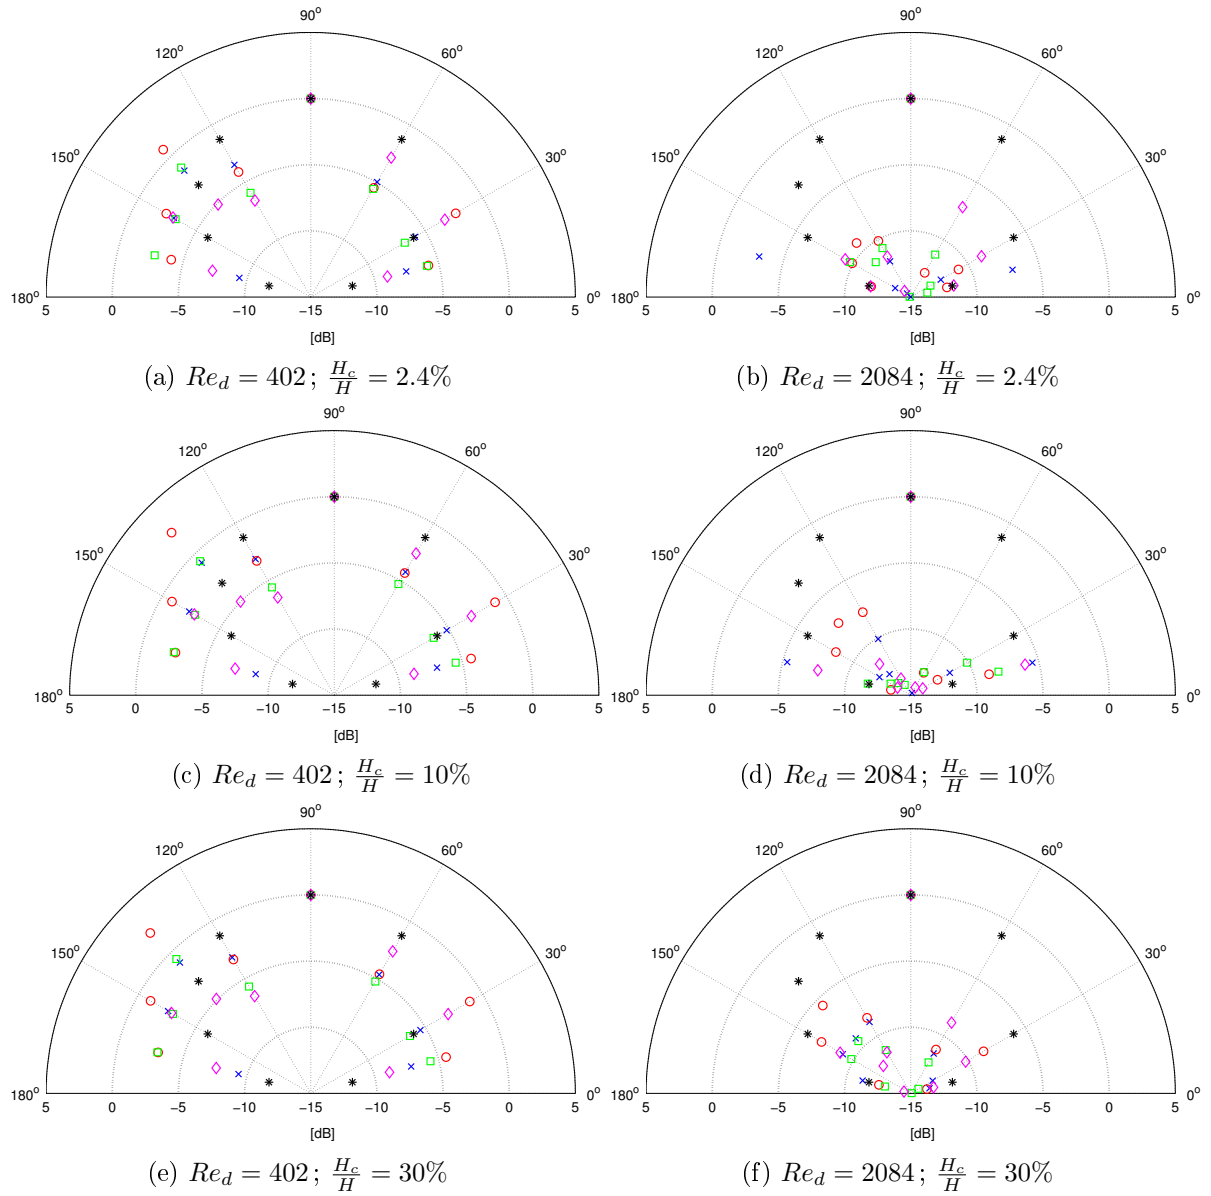 90°
90°
120°
60°
120°
60°
150°
30°
150°
30°
180°
0°
180°
0°
5 0 −5 −10 −15 −10 −5 0 5
5 0 −5 −10 −15 −10 −5 0 5
[dB]
[dB]
(a) Re_d = 402 ; H_c/H = 2.4%
(b) Re_d = 2084 ; H_c/H = 2.4%
90°
90°
120°
60°
120°
60°
150°
30°
150°
30°
180°
0°
180°
0°
5 0 −5 −10 −15 −10 −5 0 5
5 0 −5 −10 −15 −10 −5 0 5
[dB]
[dB]
(c) Re_d = 402 ; H_c/H = 10%
(d) Re_d = 2084 ; H_c/H = 10%
90°
90°
120°
60°
120°
60°
150°
30°
150°
30°
180°
0°
180°
0°
5 0 −5 −10 −15 −10 −5 0 5
5 0 −5 −10 −15 −10 −5 0 5
[dB]
[dB]
(e) Re_d = 402 ; H_c/H = 30%
(f) Re_d = 2084 ; H_c/H = 30%